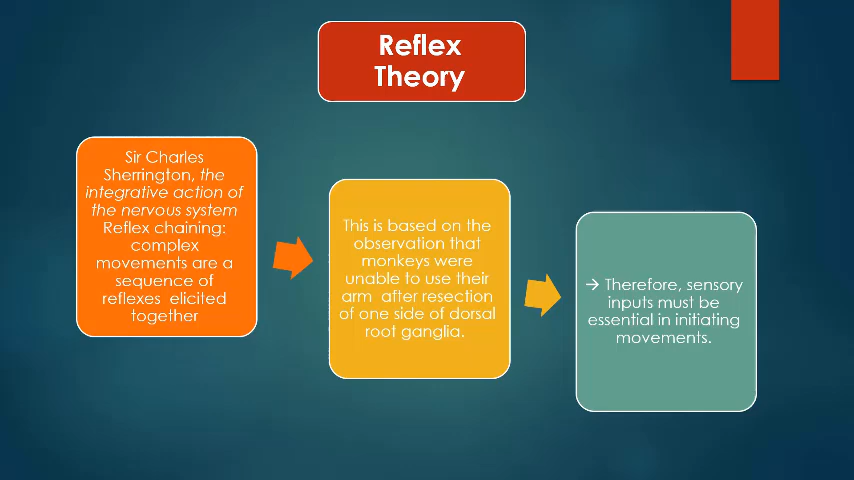 Reflex
Theory
Sir Charles
Sherrington, the
integrative action of
the nervous system
Reflex chaining:
complex
movements are a
sequence of
reflexes elicited
together
This is based on the
observation that
monkeys were
unable to use their
arm after resection
of one side of dorsal
root ganglia.
→ Therefore, sensory
inputs must be
essential in initiating
movements.